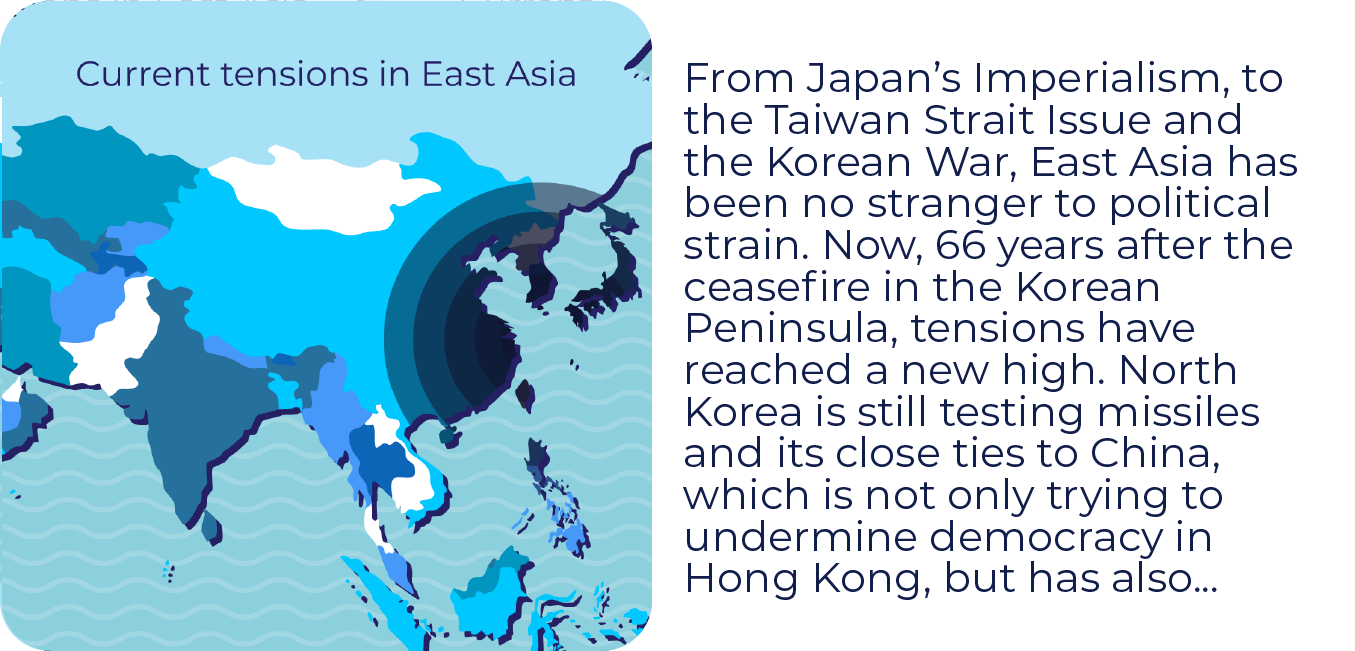 Current tensions in East Asia
From Japan’s Imperialism, to
the Taiwan Strait Issue and
the Korean War, East Asia has
been no stranger to political
strain. Now, 66 years after the
ceasefire in the Korean
Peninsula, tensions have
reached a new high. North
Korea is still testing missiles
and its close ties to China,
which is not only trying to
undermine democracy in
Hong Kong, but has also...